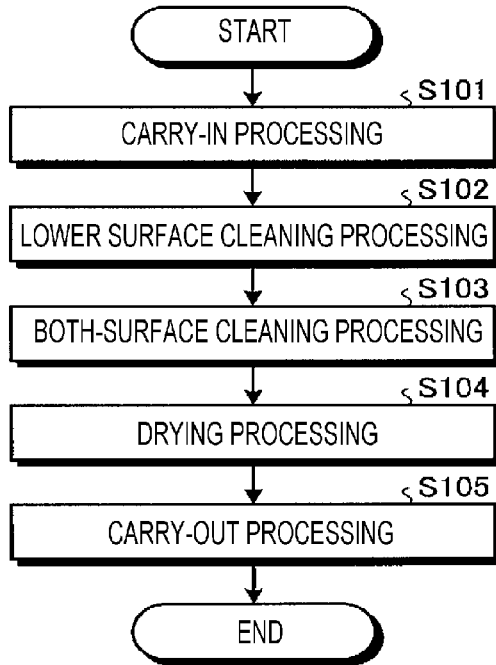 START
S101
CARRY-IN PROCESSING
S102
LOWER SURFACE CLEANING PROCESSING
S103
BOTH-SURFACE CLEANING PROCESSING
S104
DRYING PROCESSING
S105
CARRY-OUT PROCESSING
END